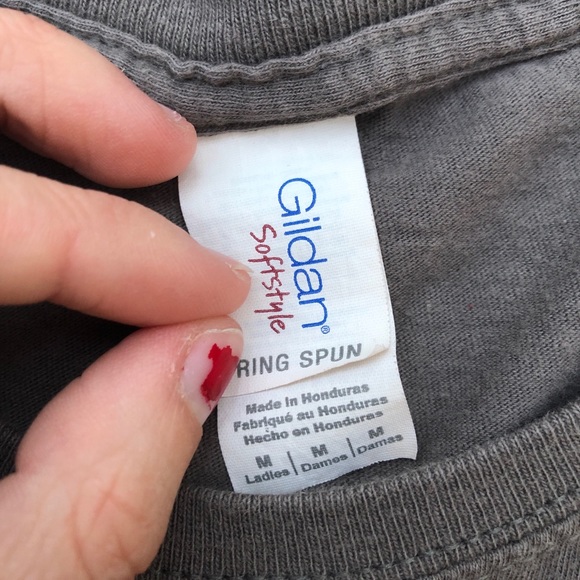 Gildan®
Softstyle
RING SPUN
Made in Honduras
Fabriqué au Honduras
Hecho en Honduras
M | M | M
Ladies | Dames | Damas